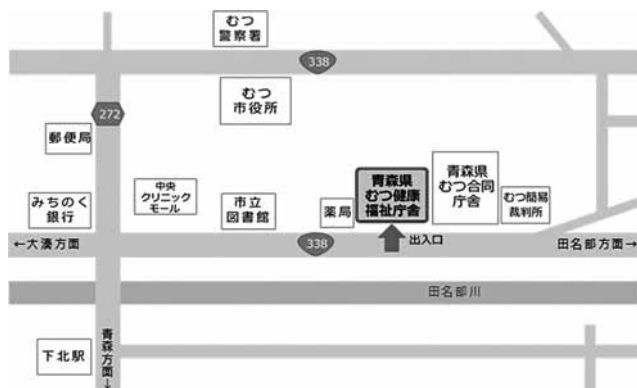 むつ
警察署
338
むつ
市役所
272
郵便局
みちのく
銀行
中央
クリニック
モール
市立
図書館
薬局
青森県
むつ健康
福祉庁舎
青森県
むつ合同
庁舎
むつ簡易
裁判所
←大湊方面
338
出入口
田名部方面→
田名部川
下北駅
青森方面→